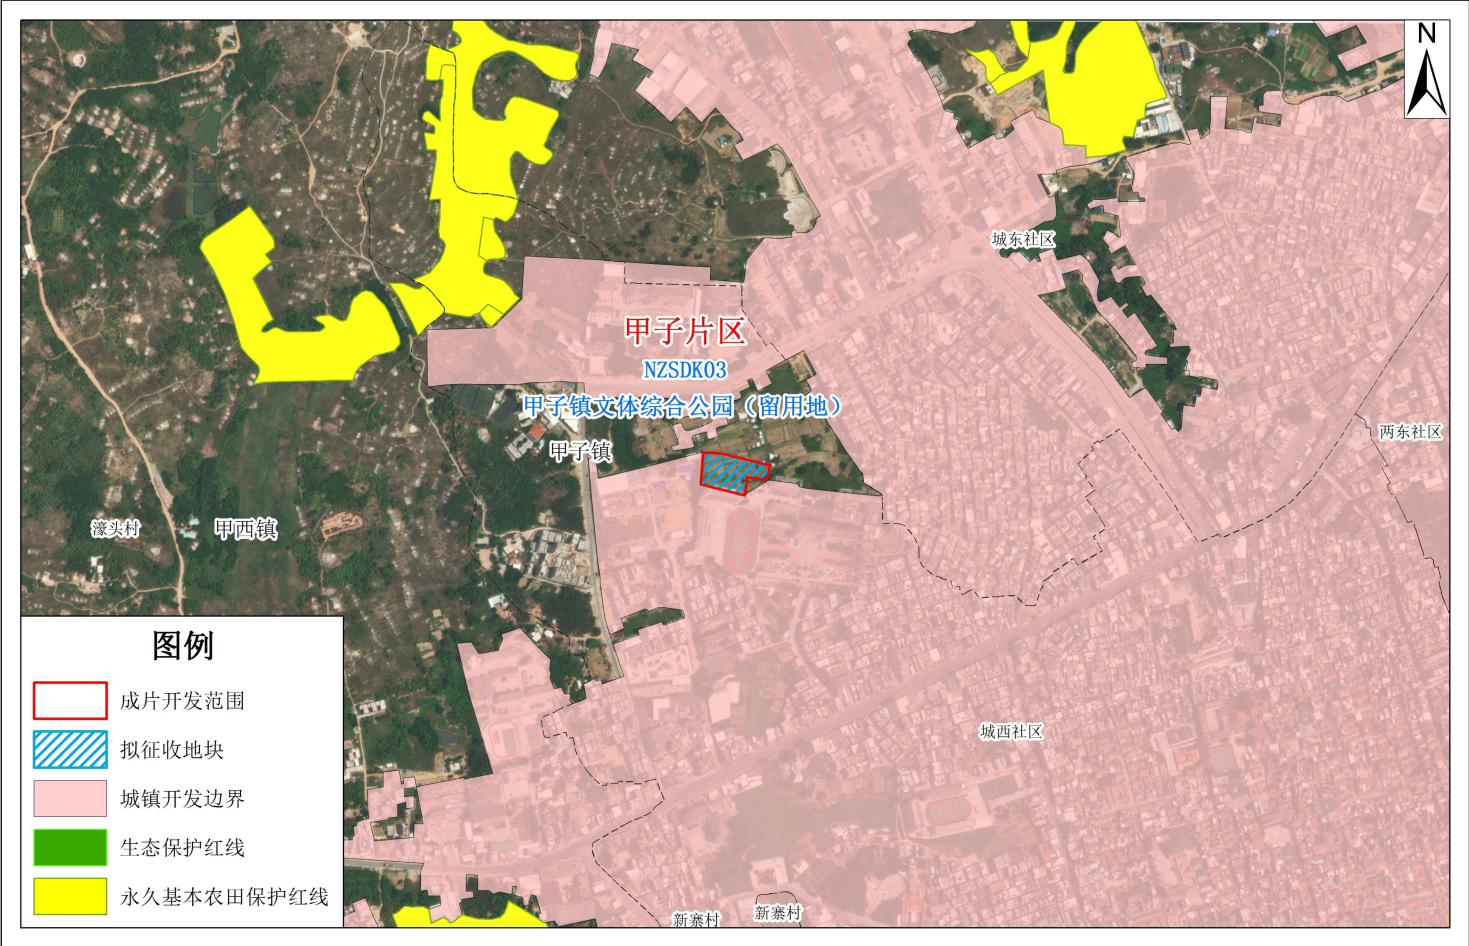 N
城东社区
甲子片区
NZSDK03
甲子镇文体综合公园（留用地）
两东社区
甲子镇
濠头村
甲西镇
城西社区
新寨村
新寨村
图例
成片开发范围
拟征收地块
城镇开发边界
生态保护红线
永久基本农田保护红线